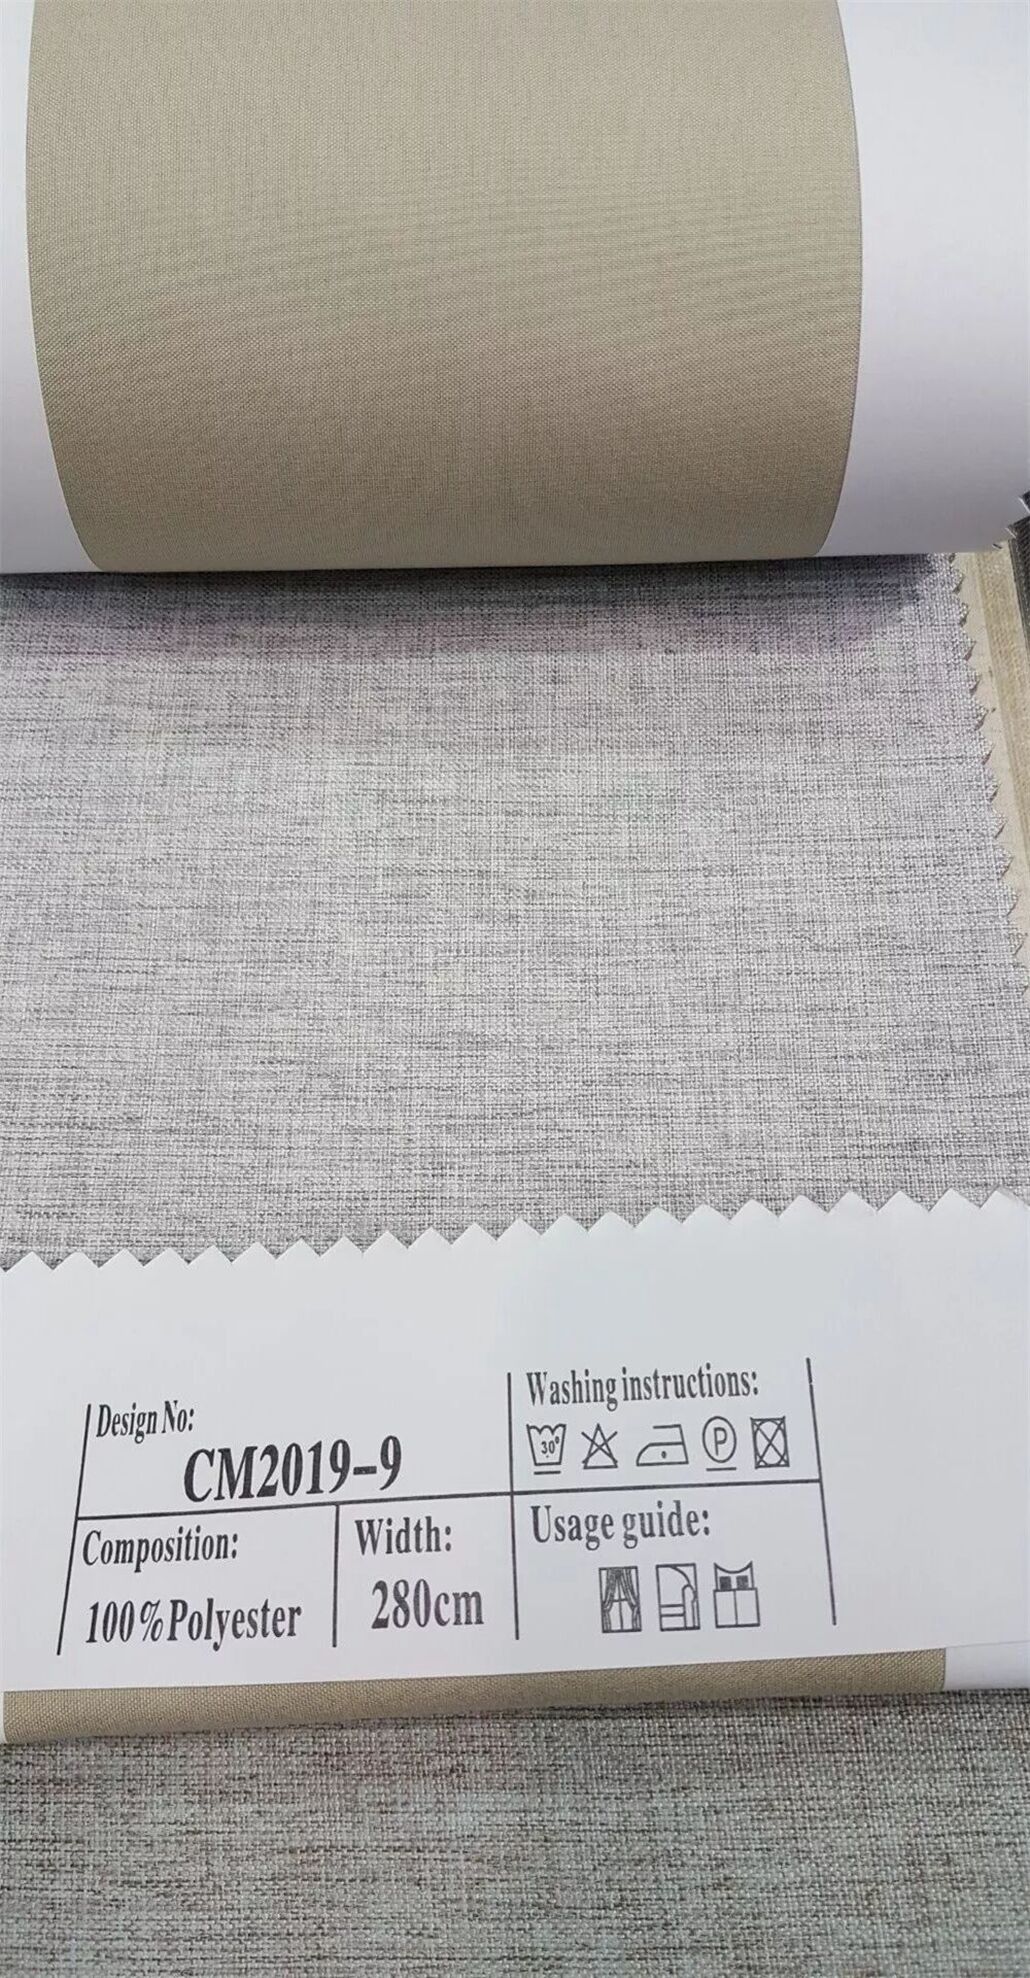 Design No:
CM2019-9
Washing instructions:
30°
P
Composition:
100%Polyester
Width:
280cm
Usage guide: